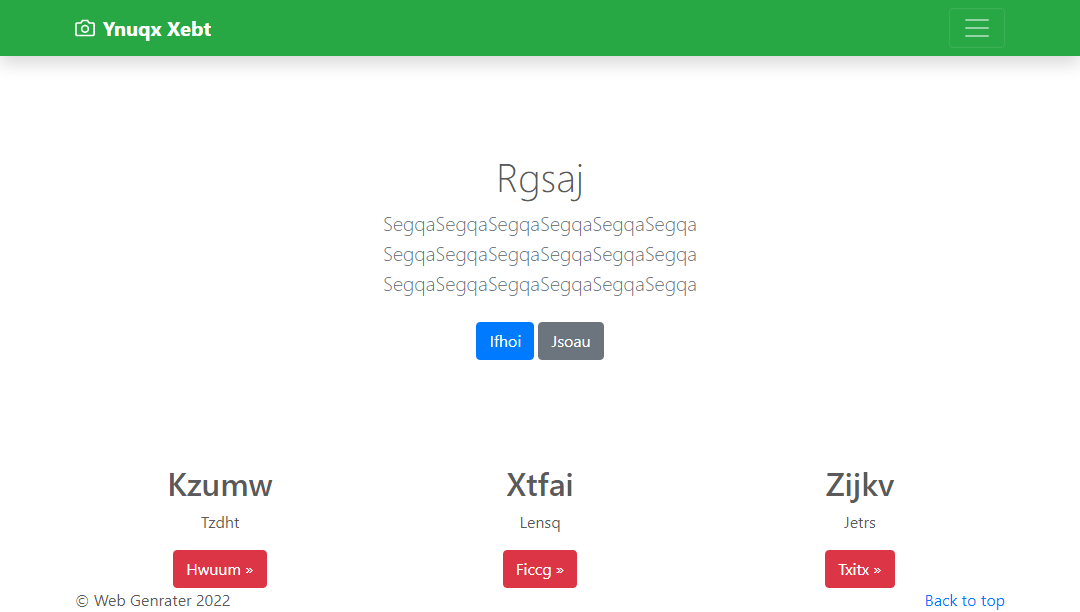 Ynuqx Xebt
Rgsaj
SegqaSegqaSegqaSegqaSegqaSegqa
SegqaSegqaSegqaSegqaSegqaSegqa
SegqaSegqaSegqaSegqaSegqaSegqa
Ifhoi Jsoau
Kzumw
Tzdht
Hwuum »
Xtfai
Lensq
Ficcg »
Zijkv
Jetrs
Txitx »
© Web Genrater 2022
Back to top